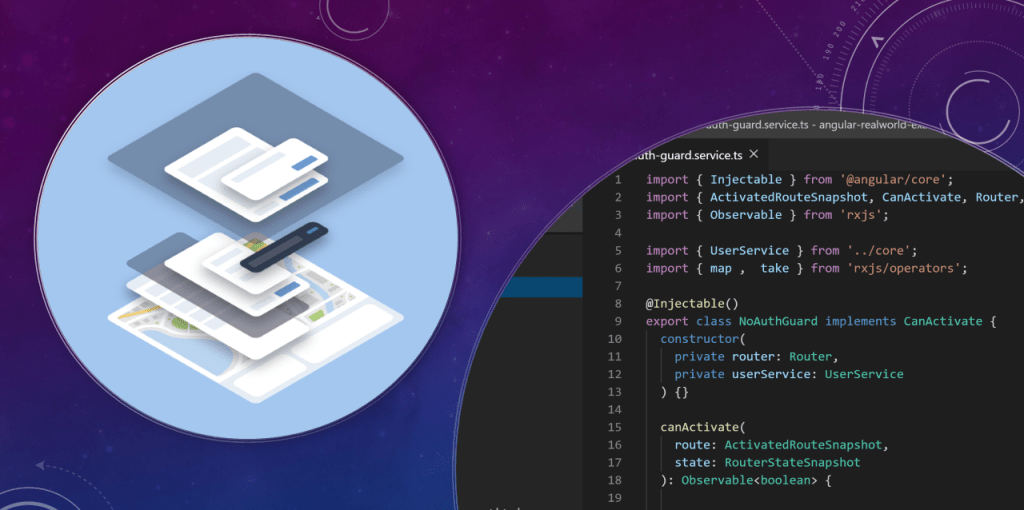 auth-guard.service.ts - angular-realworld-ex
auth-guard.service.ts ×
1 import { Injectable } from '@angular/core';
2 import { ActivatedRouteSnapshot, CanActivate, Router,
3 import { Observable } from 'rxjs';
4
5 import { UserService } from '../core';
6 import { map ,  take } from 'rxjs/operators';
7
8 @Injectable()
9 export class NoAuthGuard implements CanActivate {
10   constructor(
11     private router: Router,
12     private userService: UserService
13   ) {}
14
15   canActivate(
16     route: ActivatedRouteSnapshot,
17     state: RouterStateSnapshot
18   ): Observable<boolean> {
19
190 200 210